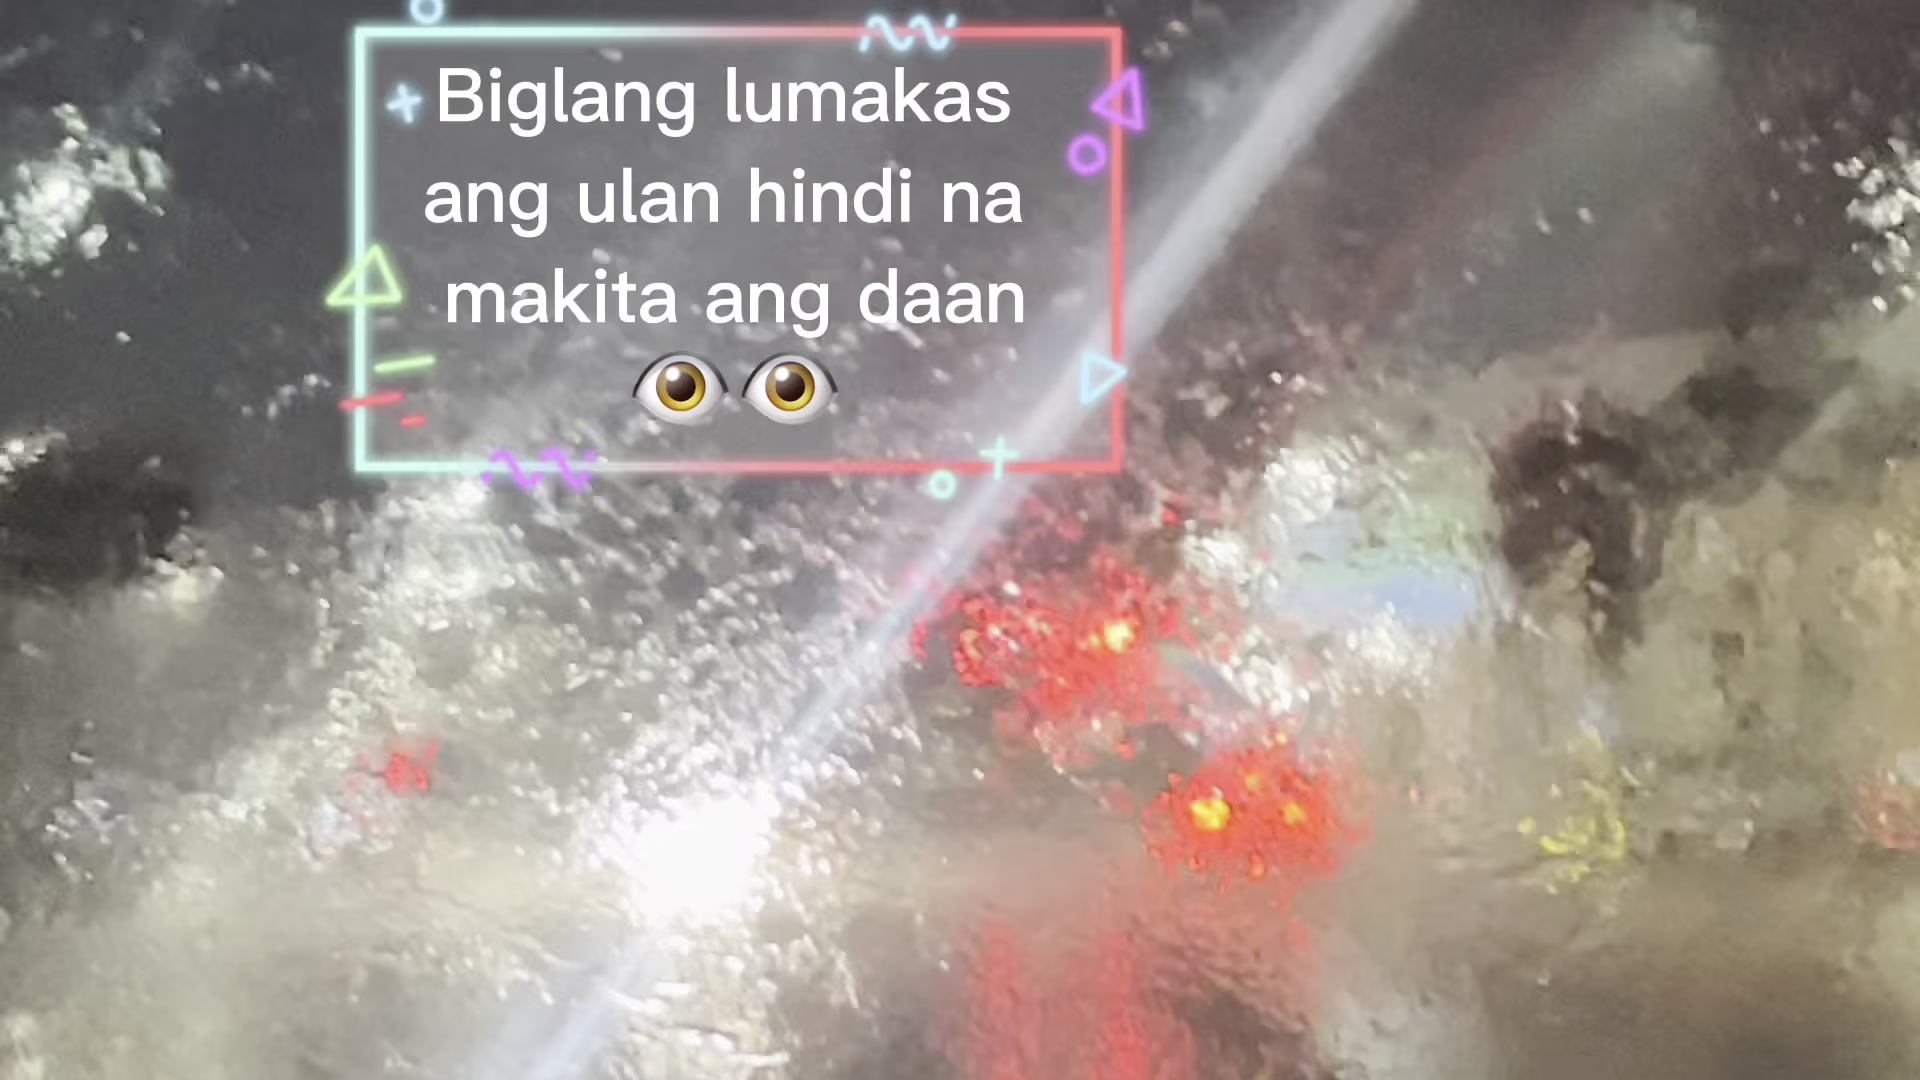 Biglang lumakas
ang ulan hindi na
makita ang daan
👁️👁️